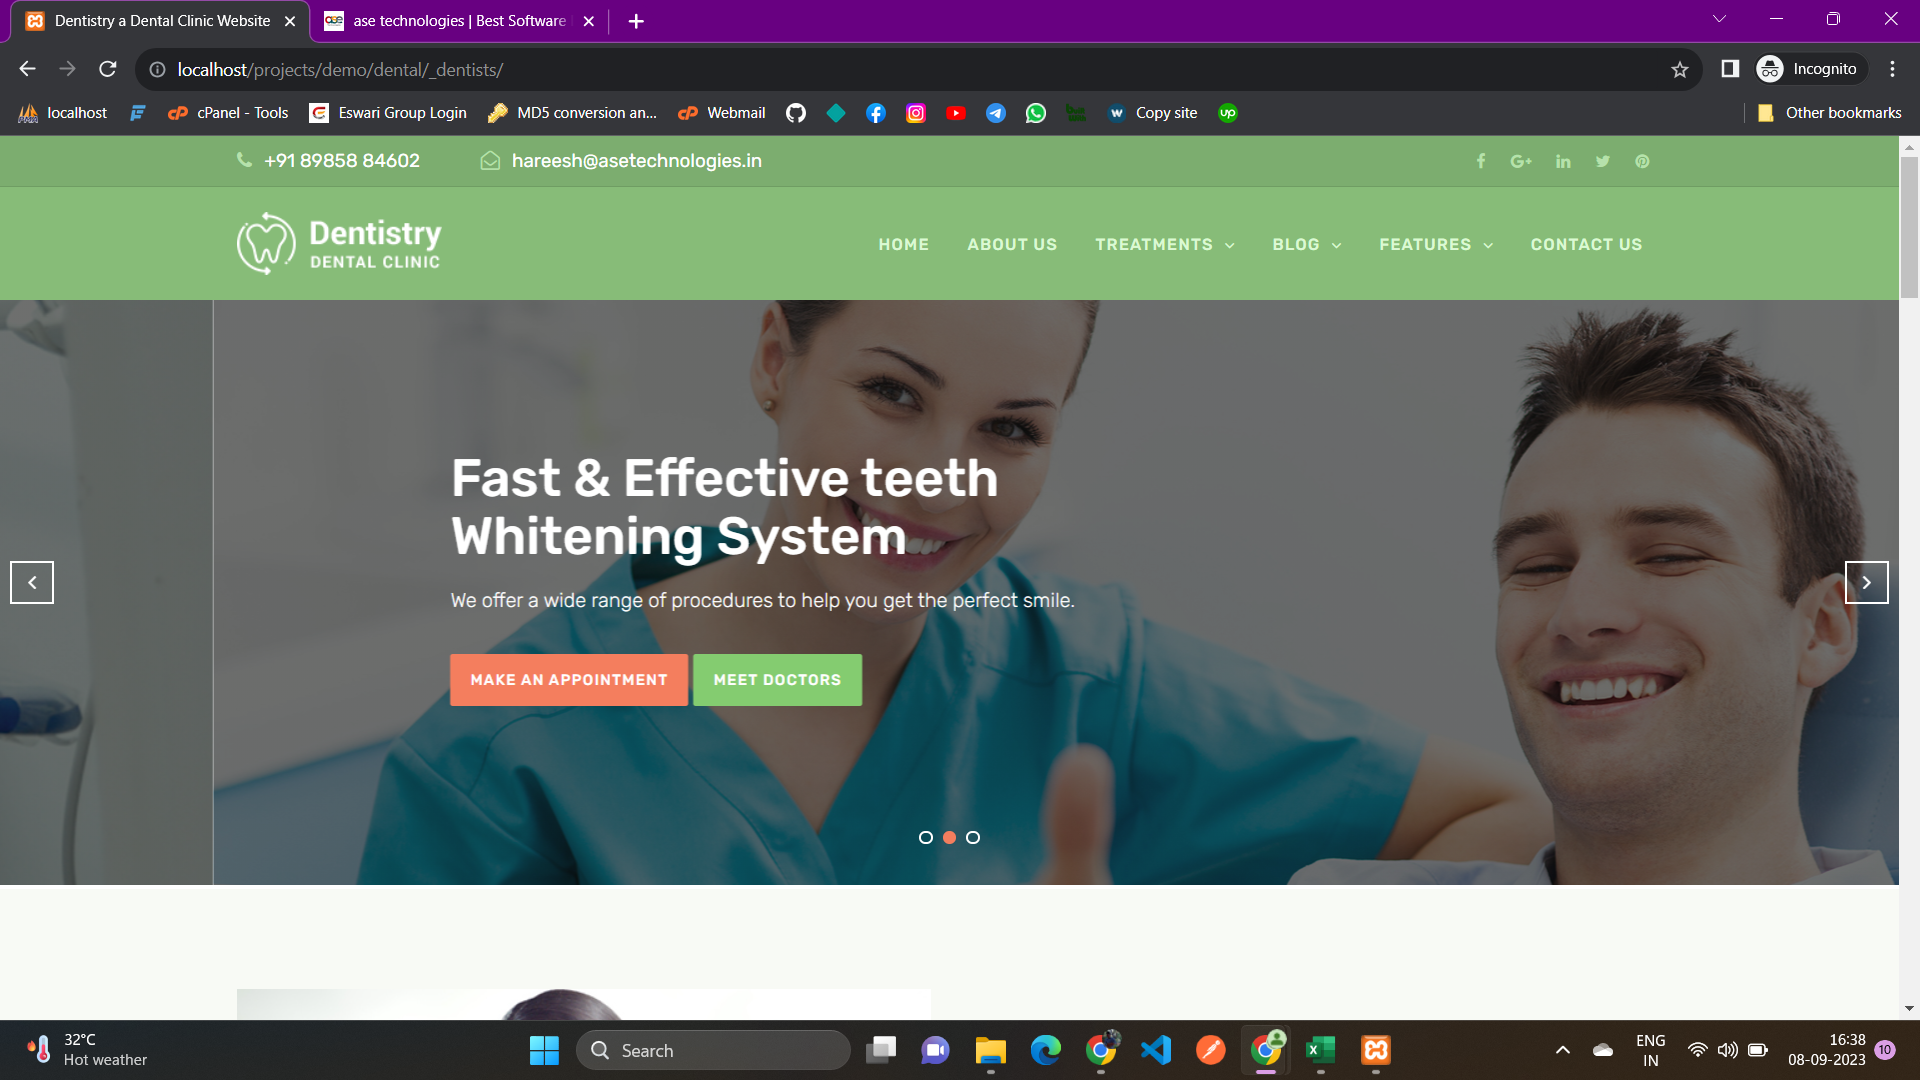 Dentistry a Dental Clinic Website
ase technologies | Best Software
localhost/projects/demo/dental/_dentists/
Incognito
localhost
cPanel - Tools
Eswari Group Login
MD5 conversion an...
Webmail
Copy site
Other bookmarks
+91 89858 84602
hareesh@asetechnologies.in
Dentistry
DENTAL CLINIC
HOME
ABOUT US
TREATMENTS
BLOG
FEATURES
CONTACT US
Fast & Effective teeth
Whitening System
We offer a wide range of procedures to help you get the perfect smile.
MAKE AN APPOINTMENT
MEET DOCTORS
32°C
Hot weather
Search
ENG
IN
16:38
08-09-2023
10